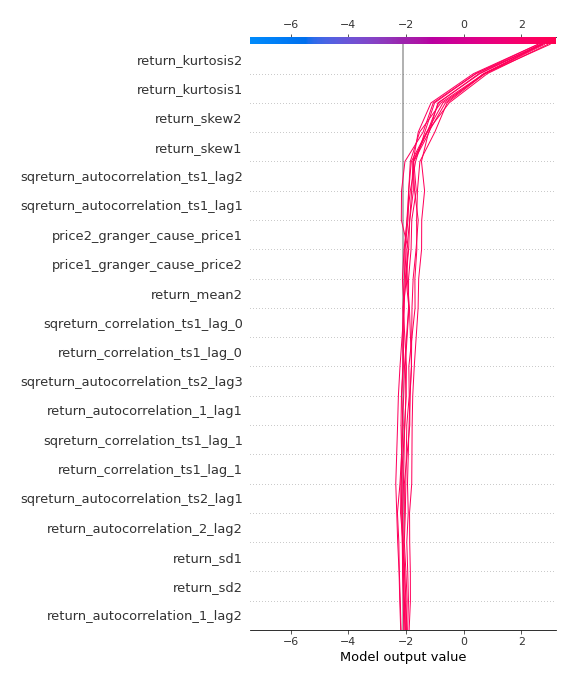 −6 −4 −2 0 2
return_kurtosis2
return_kurtosis1
return_skew2
return_skew1
sqreturn_autocorrelation_ts1_lag2
sqreturn_autocorrelation_ts1_lag1
price2_granger_cause_price1
price1_granger_cause_price2
return_mean2
sqreturn_correlation_ts1_lag_0
return_correlation_ts1_lag_0
sqreturn_autocorrelation_ts2_lag3
return_autocorrelation_1_lag1
sqreturn_correlation_ts1_lag_1
return_correlation_ts1_lag_1
sqreturn_autocorrelation_ts2_lag1
return_autocorrelation_2_lag2
return_sd1
return_sd2
return_autocorrelation_1_lag2
−6 −4 −2 0 2
Model output value